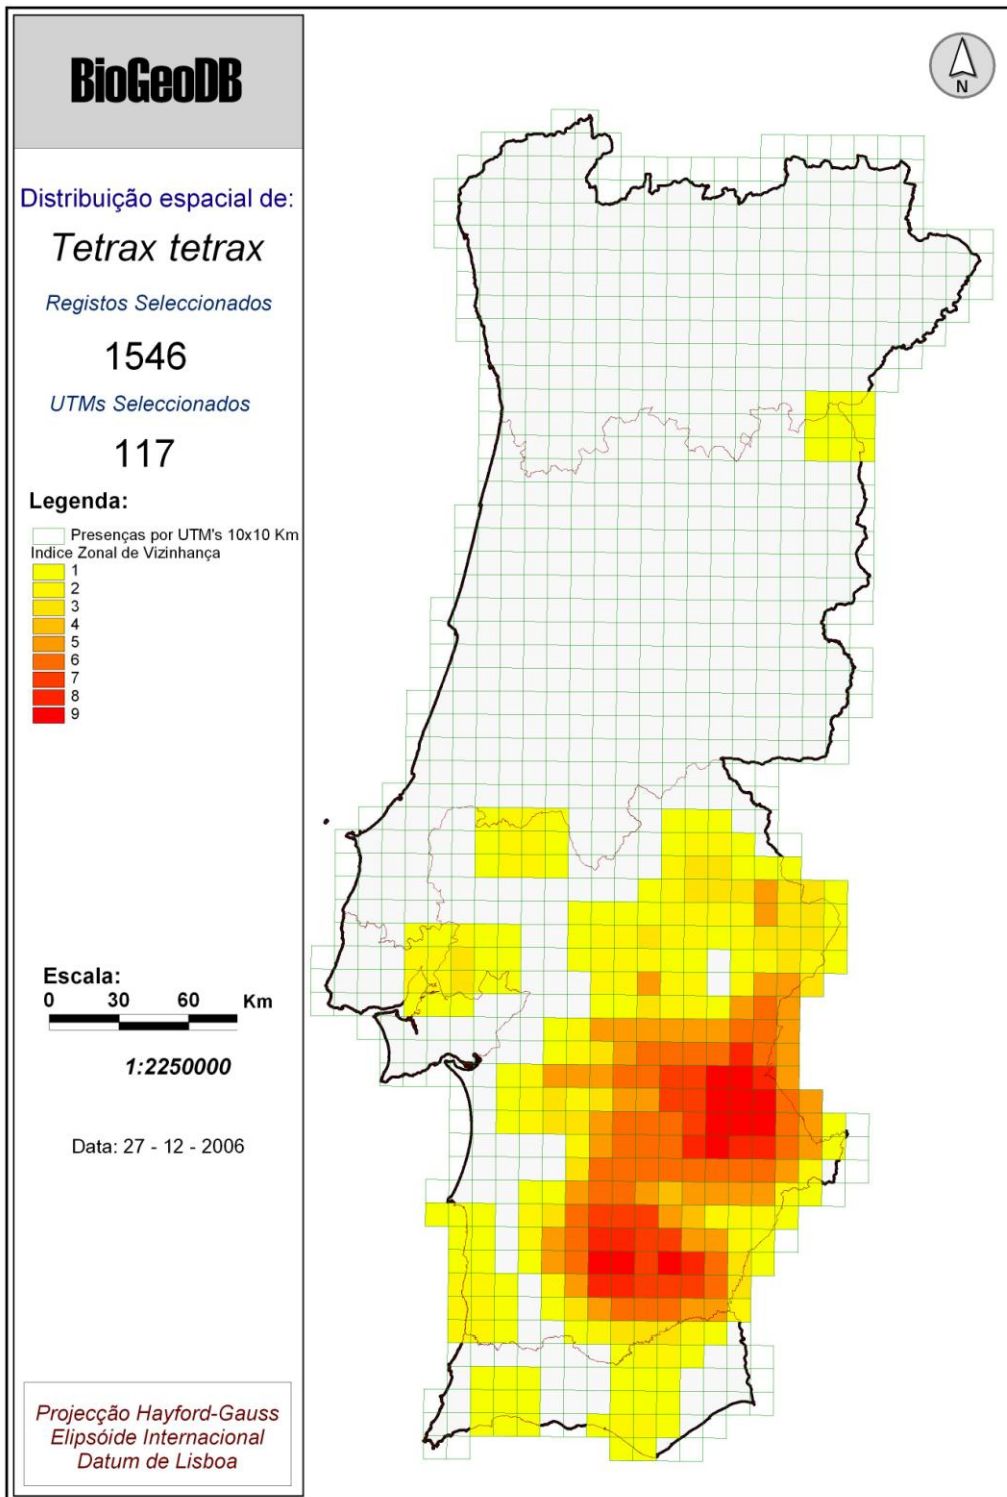 BioGeoDB
N
Distribuição espacial de:
Tetrax tetrax
Registos Seleccionados
1546
UTMs Seleccionados
117
Legenda:
Presenças por UTM's 10x10 Km
Indice Zonal de Vizinhança
1
2
3
4
5
6
7
8
9
Escala:
0 30 60 Km
1:2250000
Data: 27 - 12 - 2006
Projecção Hayford-Gauss
Elipsóide Internacional
Datum de Lisboa